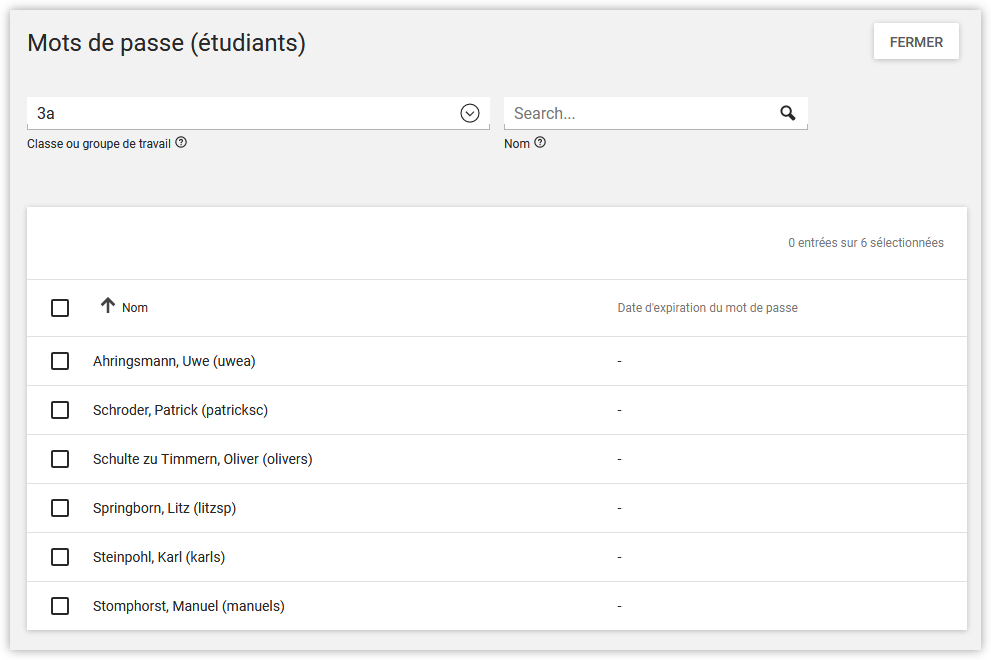 Mots de passe (étudiants)
FERMER
3a
Search...
Classe ou groupe de travail
Nom
0 entrées sur 6 sélectionnées
Nom
Date d'expiration du mot de passe
Ahringsmann, Uwe (uwea)
-
Schroder, Patrick (patricksc)
-
Schulte zu Timmern, Oliver (olivers)
-
Springborn, Litz (litzsp)
-
Steinpohl, Karl (karls)
-
Stomphorst, Manuel (manuels)
-